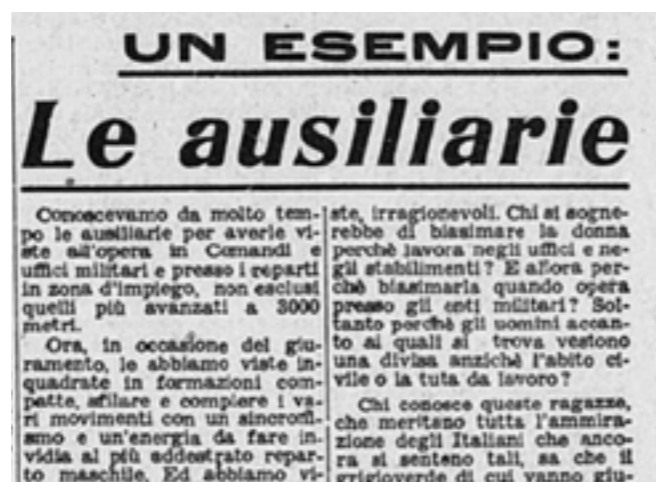 UN ESEMPIO:
Le ausiliarie
Conoscevamo da molto tem-
po le ausiliarie per averle vi-
ste all'opera in Comandi e
uffici militari e presso i reparti
in zona d'impiego, non esclusi
quelli più avanzati a 3000
metri.
Ora, in occasione del giu-
ramento, le abbiamo viste in-
quadrate in formazioni com-
patte, sfilare e compiere i va-
ri movimenti con un sincroni-
smo e un'energia da fare in-
vidia al più addestrato repar-
to maschile. Ed abbiamo vi-
ste, irragionevoli. Chi si sogne-
rebbe di biasimare la donna
perchè lavora negli uffici e ne-
gli stabilimenti? E allora per-
chè biasimarla quando opera
presso gli enti militari? Sol-
tanto perchè gli uomini accan-
to ai quali si trova vestono
una divisa anzichè l'abito ci-
vile o la tuta da lavoro?
Chi conosce queste ragazze,
che meritano tutta l'ammira-
zione degli Italiani che anco-
ra si sentono tali, sa che il
grigioverde di cui vanno giu-